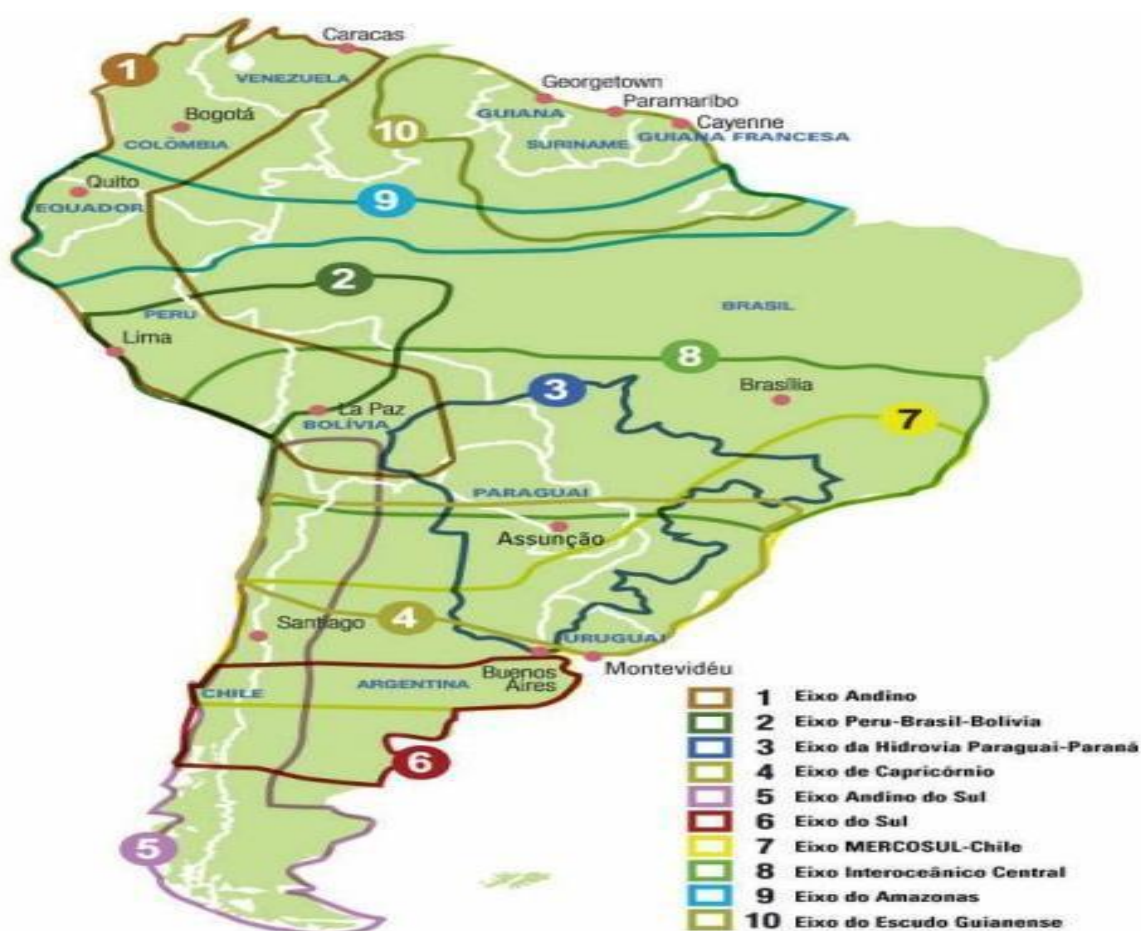 Caracas
1
VENEZUELA
Georgetown
Bogotá
GUIANA
Paramaribo
10
Cayenne
COLÔMBIA
SURINAME
GUIANA FRANCESA
Quito
9
EQUADOR
2
PERU
BRASIL
Lima
8
3
Brasília
La Paz
7
BOLÍVIA
PARAGUAI
Assunção
4
Santiago
URUGUAI
Montevidéu
Buenos
Aires
CHILE
ARGENTINA
6
5
1 Eixo Andino
2 Eixo Peru-Brasil-Bolívia
3 Eixo da Hidrovia Paraguai-Paraná
4 Eixo de Capricórnio
5 Eixo Andino do Sul
6 Eixo do Sul
7 Eixo MERCOSUL-Chile
8 Eixo Interoceânico Central
9 Eixo do Amazonas
10 Eixo do Escudo Guianense